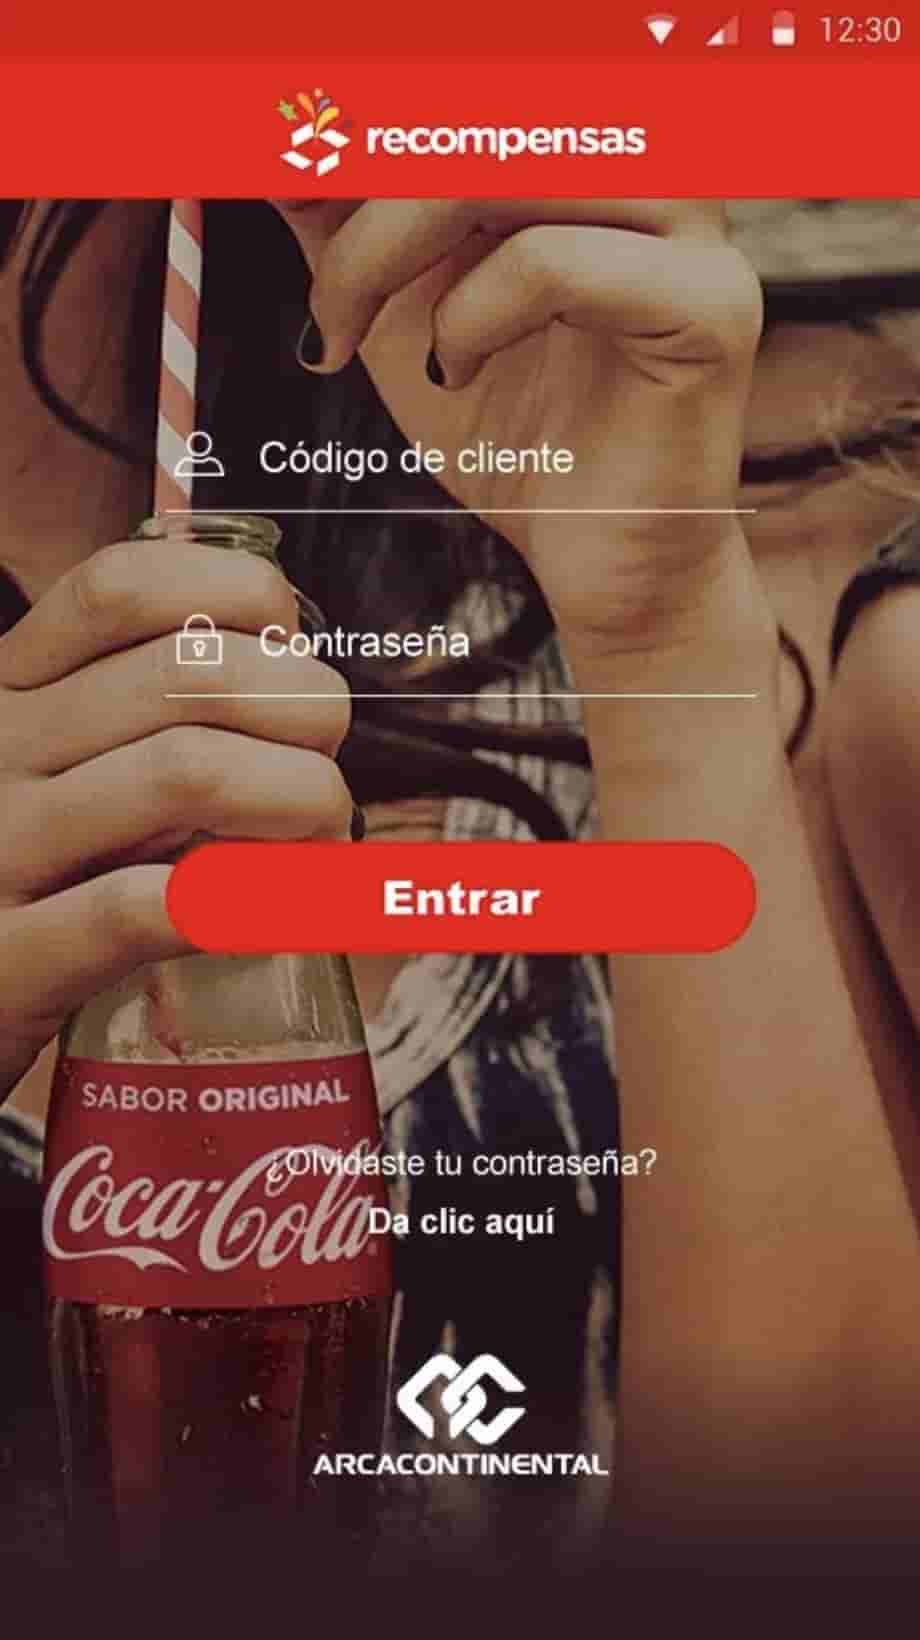 12:30
recompensas
Código de cliente
Contraseña
Entrar
SABOR ORIGINAL
Coca-Cola
¿Olvidaste tu contraseña?
Da clic aquí
ARCACONTINENTAL